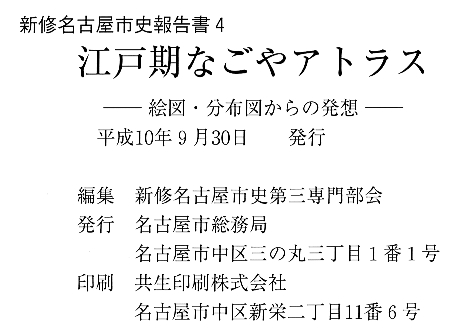 新修名古屋市史報告書4
江戸期なごやアトラス
── 絵図・分布図からの発想 ──
平成10年9月30日　発行
編集　新修名古屋市史第三専門部会
発行　名古屋市総務局
名古屋市中区三の丸三丁目1番1号
印刷　共生印刷株式会社
名古屋市中区新栄二丁目11番6号